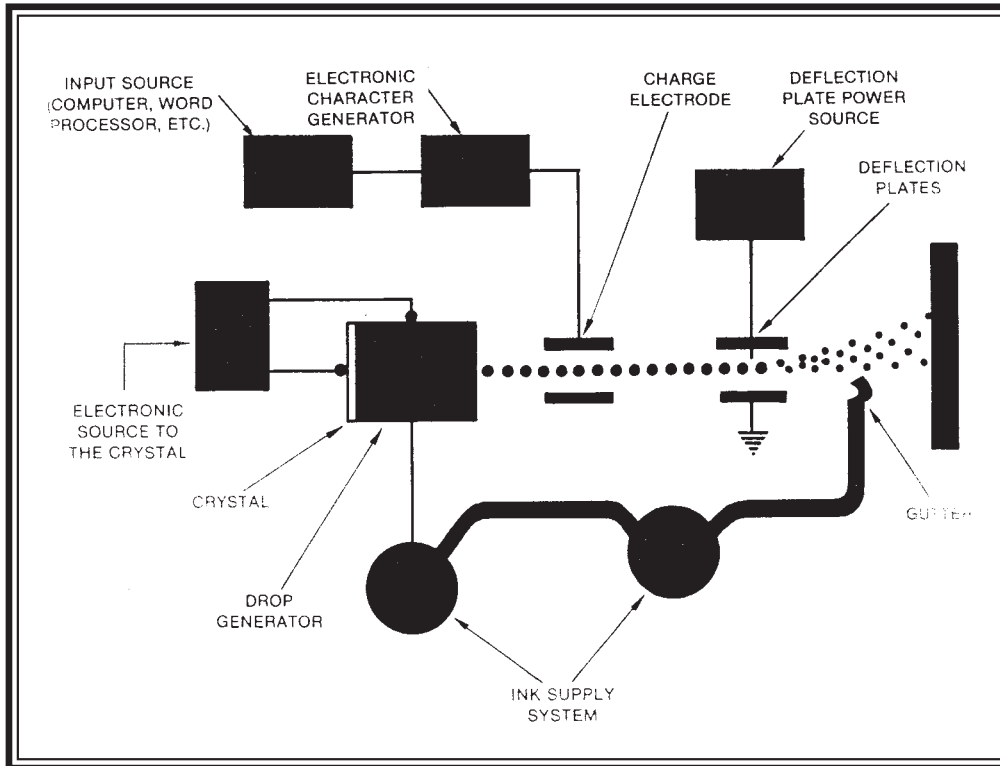 INPUT SOURCE
(COMPUTER, WORD
PROCESSOR, ETC.)
ELECTRONIC
CHARACTER
GENERATOR
CHARGE
ELECTRODE
DEFLECTION
PLATE POWER
SOURCE
DEFLECTION
PLATES
ELECTRONIC
SOURCE TO
THE CRYSTAL
CRYSTAL
DROP
GENERATOR
INK SUPPLY
SYSTEM
GUTTER